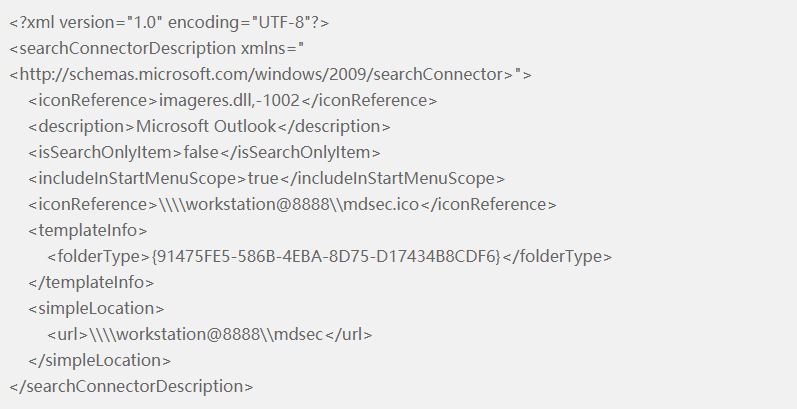 <?xml version="1.0" encoding="UTF-8"?>
<searchConnectorDescription xmlns="
<http://schemas.microsoft.com/windows/2009/searchConnector>">
<iconReference>imageres.dll,-1002</iconReference>
<description>Microsoft Outlook</description>
<isSearchOnlyItem>false</isSearchOnlyItem>
<includeInStartMenuScope>true</includeInStartMenuScope>
<iconReference>\\\\workstation@8888\\mdsec.ico</iconReference>
<templateInfo>
<folderType>{91475FE5-586B-4EBA-8D75-D17434B8CDF6}</folderType>
</templateInfo>
<simpleLocation>
<url>\\\\workstation@8888\\mdsec</url>
</simpleLocation>
</searchConnectorDescription>